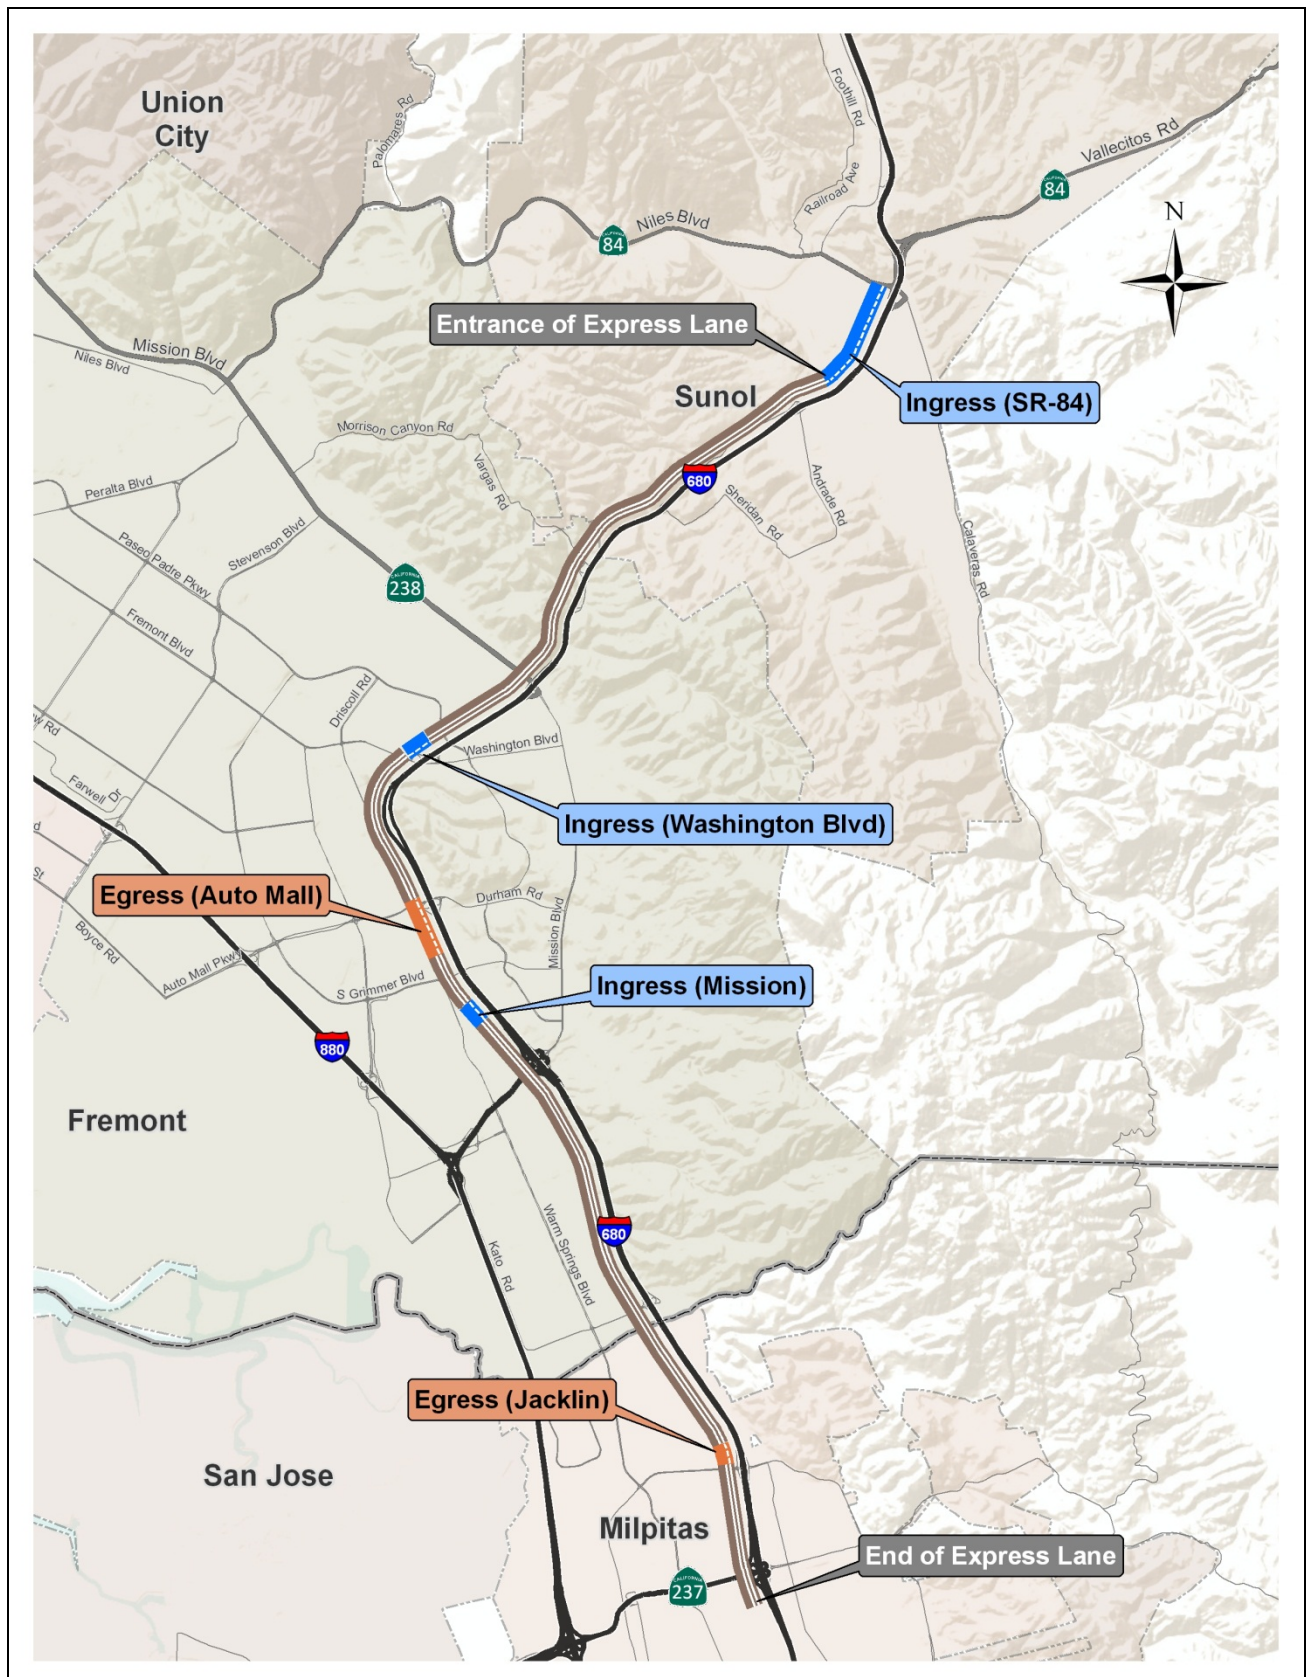 Union
City
Palomares Rd
Foothill Rd
Vallecitos Rd
84
Railroad Ave
Niles Blvd
84
N
Entrance of Express Lane
Mission Blvd
Niles Blvd
Sunol
Ingress (SR-84)
Morrison Canyon Rd
Vargas Rd
680
Peralta Blvd
Sheridan Rd
Andrade Rd
Stevenson Blvd
Paseo Padre Pkwy
Calaveras Rd
CALIFORNIA
238
Fremont Blvd
Driscoll Rd
Washington Blvd
Farwell Dr
Ingress (Washington Blvd)
St
Egress (Auto Mall)
Durham Rd
Mission Blvd
Boyce Rd
Auto Mall Pkwy
S Grimmer Blvd
Ingress (Mission)
880
Fremont
Warm Springs Blvd
680
Kato Rd
Egress (Jacklin)
San Jose
Milpitas
End of Express Lane
CALIFORNIA
237